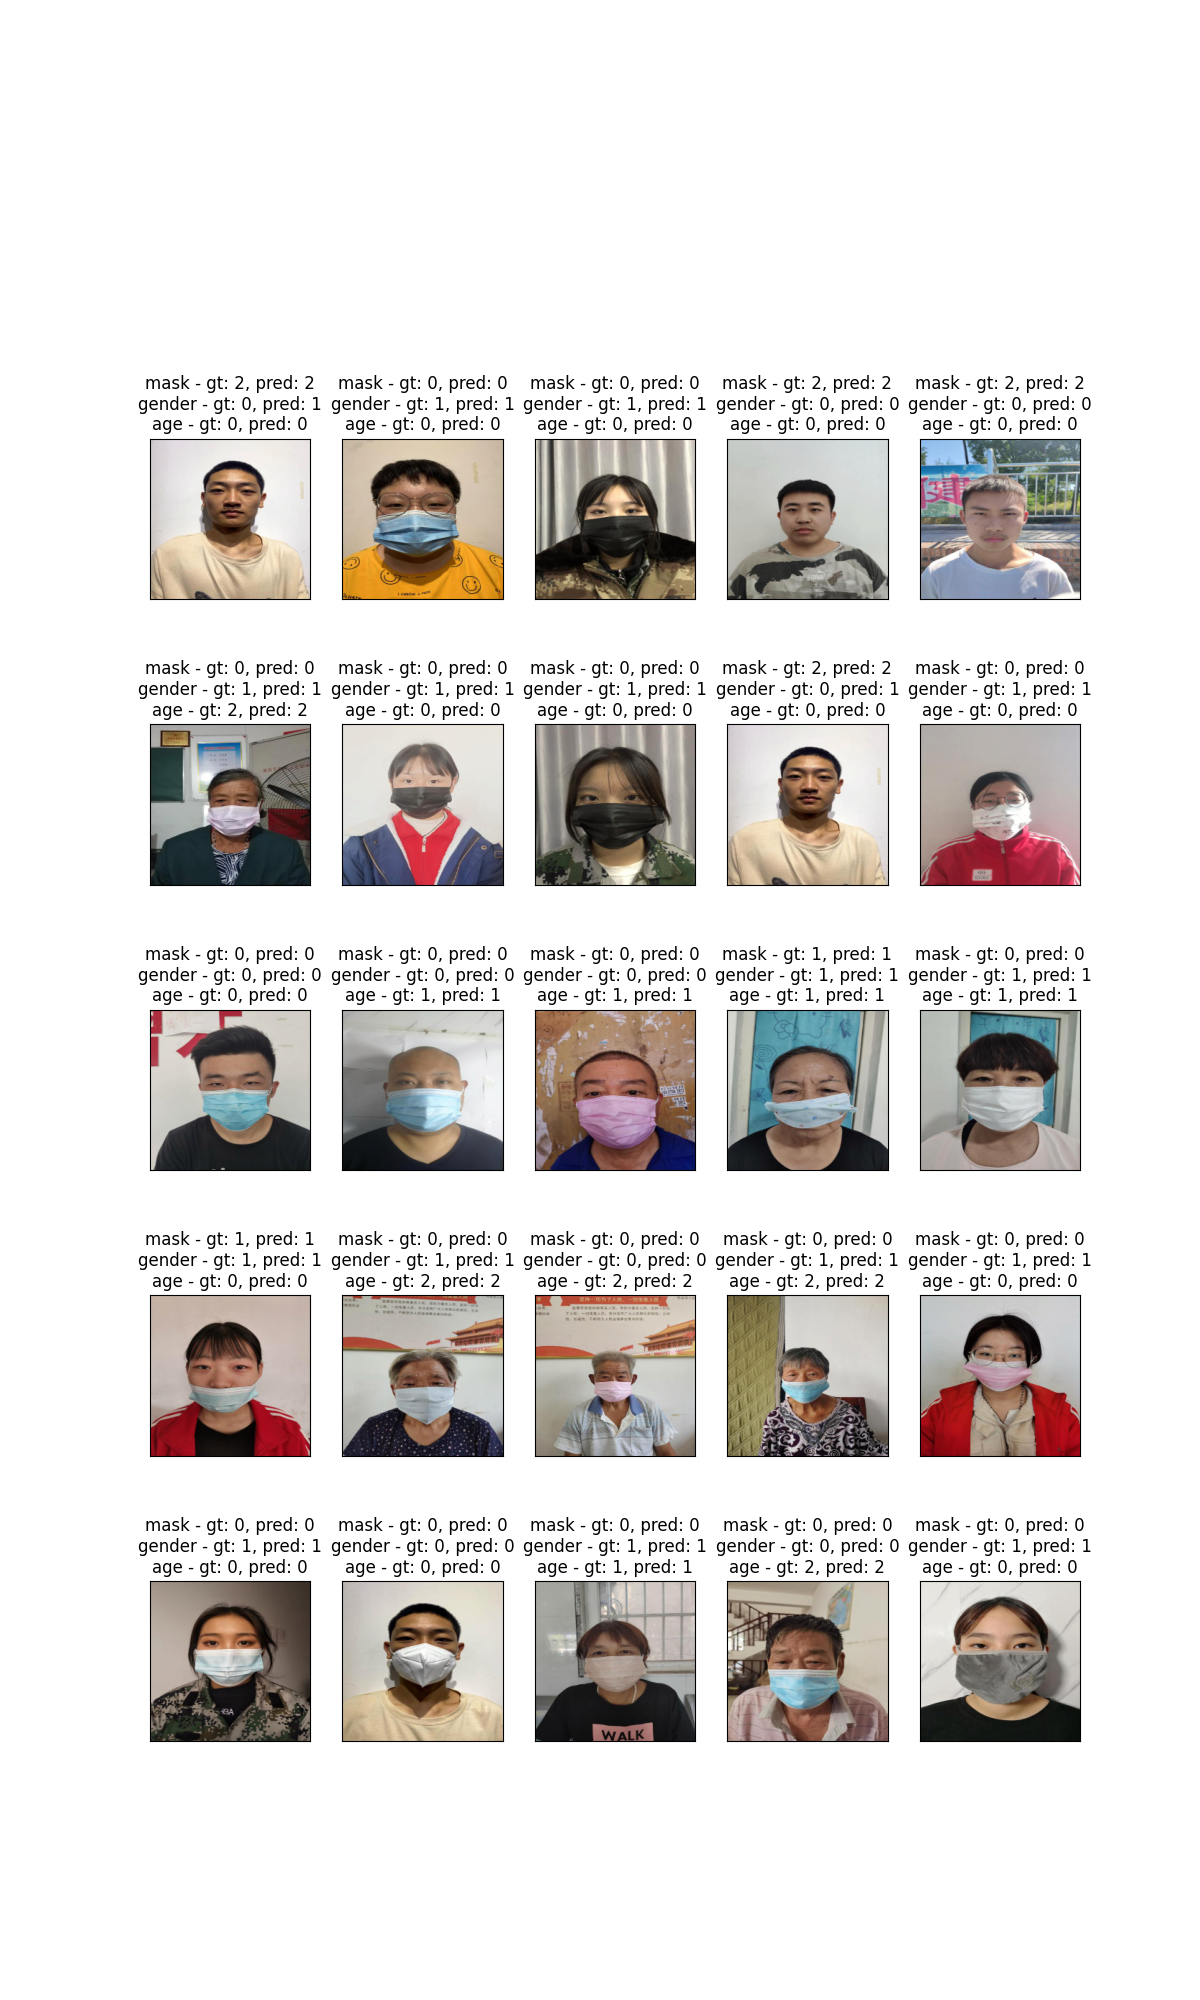 mask - gt: 2, pred: 2
gender - gt: 0, pred: 1
age - gt: 0, pred: 0
mask - gt: 0, pred: 0
gender - gt: 1, pred: 1
age - gt: 0, pred: 0
mask - gt: 0, pred: 0
gender - gt: 1, pred: 1
age - gt: 0, pred: 0
mask - gt: 2, pred: 2
gender - gt: 0, pred: 0
age - gt: 0, pred: 0
mask - gt: 2, pred: 2
gender - gt: 0, pred: 0
age - gt: 0, pred: 0
mask - gt: 0, pred: 0
gender - gt: 1, pred: 1
age - gt: 2, pred: 2
mask - gt: 0, pred: 0
gender - gt: 1, pred: 1
age - gt: 0, pred: 0
mask - gt: 0, pred: 0
gender - gt: 1, pred: 1
age - gt: 0, pred: 0
mask - gt: 2, pred: 2
gender - gt: 0, pred: 1
age - gt: 0, pred: 0
mask - gt: 0, pred: 0
gender - gt: 1, pred: 1
age - gt: 0, pred: 0
mask - gt: 0, pred: 0
gender - gt: 0, pred: 0
age - gt: 0, pred: 0
mask - gt: 0, pred: 0
gender - gt: 0, pred: 0
age - gt: 1, pred: 1
mask - gt: 0, pred: 0
gender - gt: 0, pred: 0
age - gt: 1, pred: 1
mask - gt: 1, pred: 1
gender - gt: 1, pred: 1
age - gt: 1, pred: 1
mask - gt: 0, pred: 0
gender - gt: 1, pred: 1
age - gt: 1, pred: 1
mask - gt: 1, pred: 1
gender - gt: 1, pred: 1
age - gt: 0, pred: 0
mask - gt: 0, pred: 0
gender - gt: 1, pred: 1
age - gt: 2, pred: 2
mask - gt: 0, pred: 0
gender - gt: 0, pred: 0
age - gt: 2, pred: 2
mask - gt: 0, pred: 0
gender - gt: 1, pred: 1
age - gt: 2, pred: 2
mask - gt: 0, pred: 0
gender - gt: 1, pred: 1
age - gt: 0, pred: 0
mask - gt: 0, pred: 0
gender - gt: 1, pred: 1
age - gt: 0, pred: 0
mask - gt: 0, pred: 0
gender - gt: 0, pred: 0
age - gt: 0, pred: 0
mask - gt: 0, pred: 0
gender - gt: 1, pred: 1
age - gt: 1, pred: 1
WALK
mask - gt: 0, pred: 0
gender - gt: 0, pred: 0
age - gt: 2, pred: 2
mask - gt: 0, pred: 0
gender - gt: 1, pred: 1
age - gt: 0, pred: 0